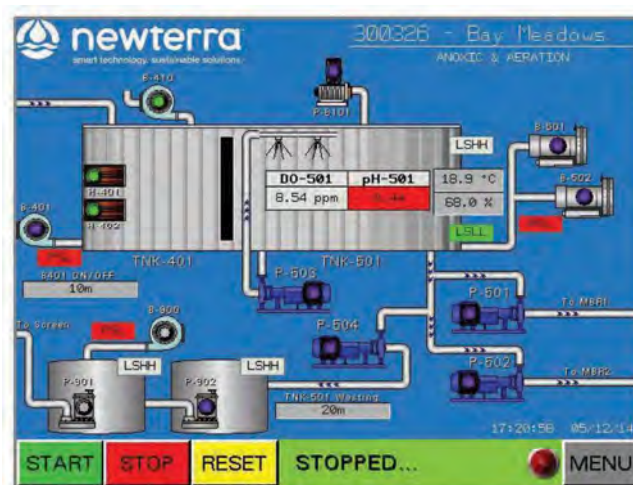 newterra
smart technology. sustainable solutions.
300326 - Bay Meadows
ANOXIC & AERATION
B-410
P-8101
B-501
LSHH
DO-501
pH-501
18.9 °C
B-502
H-401
8.54 ppm
68.0 %
H-402
B-401
LSLL
TNK-401
TNK-501
B401 ON/OFF
10m
P-503
P-501
To MBR1
To Screen
B-900
P-504
LSHH
LSHH
P-502
P-901
P-902
To MBR2
TNK-501 Wasting
20m
17:20:56 05/12/14
START
STOP
RESET
STOPPED...
MENU